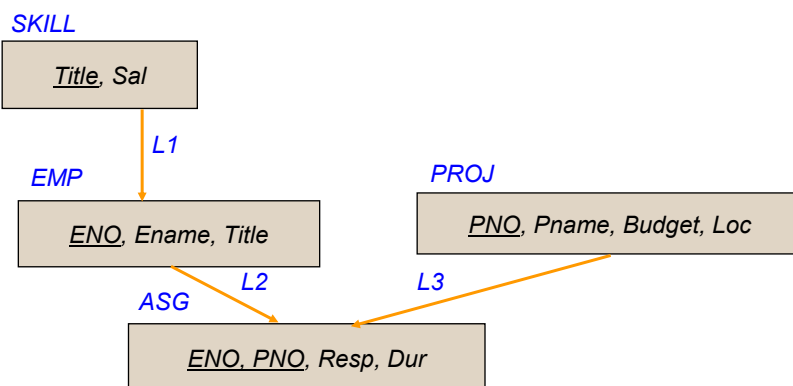 SKILL
Title, Sal
L1
EMP
PROJ
ENO, Ename, Title
PNO, Pname, Budget, Loc
L2
L3
ASG
ENO, PNO, Resp, Dur